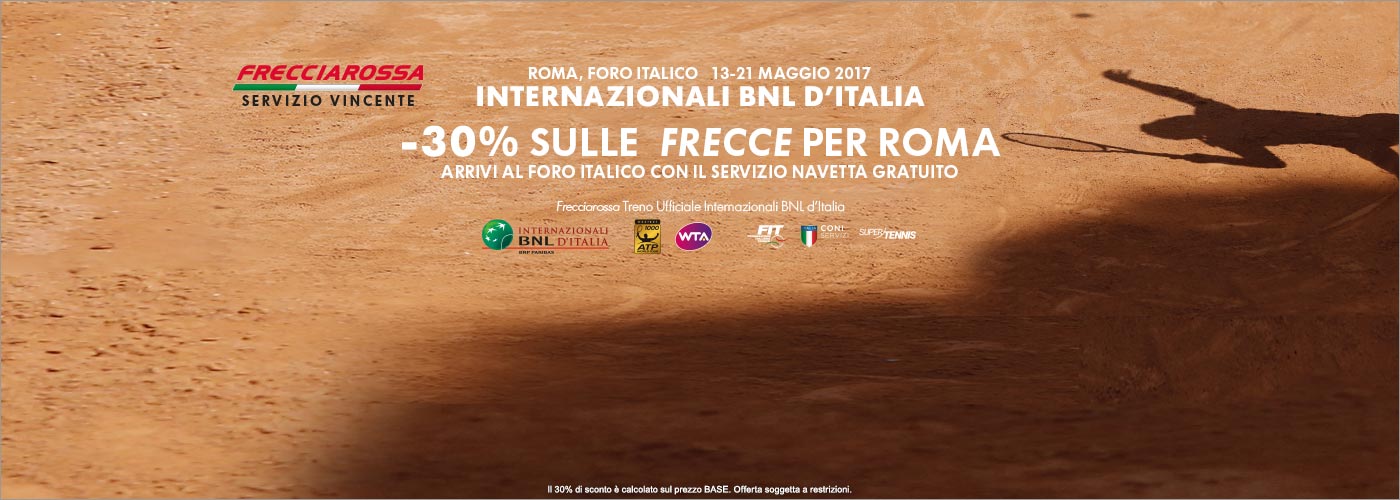 FRECCIAROSSA
SERVIZIO VINCENTE
ROMA, FORO ITALICO 13-21 MAGGIO 2017
INTERNAZIONALI BNL D'ITALIA
-30% SULLE FRECCE PER ROMA
ARRIVI AL FORO ITALICO CON IL SERVIZIO NAVETTA GRATUITO
Frecciarossa Treno Ufficiale Internazionali BNL d'Italia
INTERNAZIONALI
BNL D'ITALIA
BNP PARIBAS
1000
ATP
WTA
FIT
CONI
SERVIZI
SUPER TENNIS
Il 30% di sconto è calcolato sul prezzo BASE. Offerta soggetta a restrizioni.